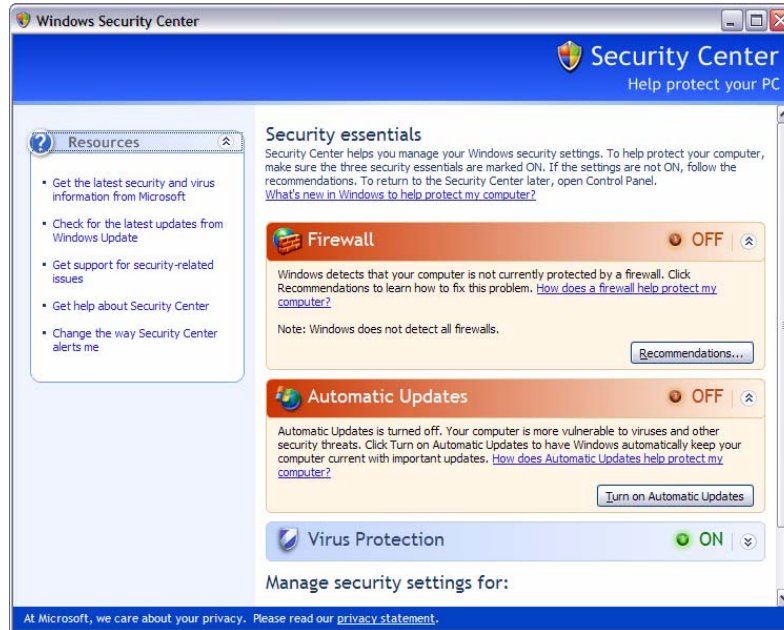 Windows Security Center
Security Center
Help protect your PC
Resources
Get the latest security and virus
information from Microsoft
Check for the latest updates from
Windows Update
Get support for security-related
issues
Get help about Security Center
Change the way Security Center
alerts me
Security essentials
Security Center helps you manage your Windows security settings. To help protect your computer,
make sure the three security essentials are marked ON. If the settings are not ON, follow the
recommendations. To return to the Security Center later, open Control Panel.
What's new in Windows to help protect my computer?
Firewall OFF
Windows detects that your computer is not currently protected by a firewall. Click
Recommendations to learn how to fix this problem. How does a firewall help protect my
computer?
Note: Windows does not detect all firewalls.
Recommendations...
Automatic Updates OFF
Automatic Updates is turned off. Your computer is more vulnerable to viruses and other
security threats. Click Turn on Automatic Updates to have Windows automatically keep your
computer current with important updates. How does Automatic Updates help protect my
computer?
Turn on Automatic Updates
Virus Protection ON
Manage security settings for:
At Microsoft, we care about your privacy. Please read our privacy statement.